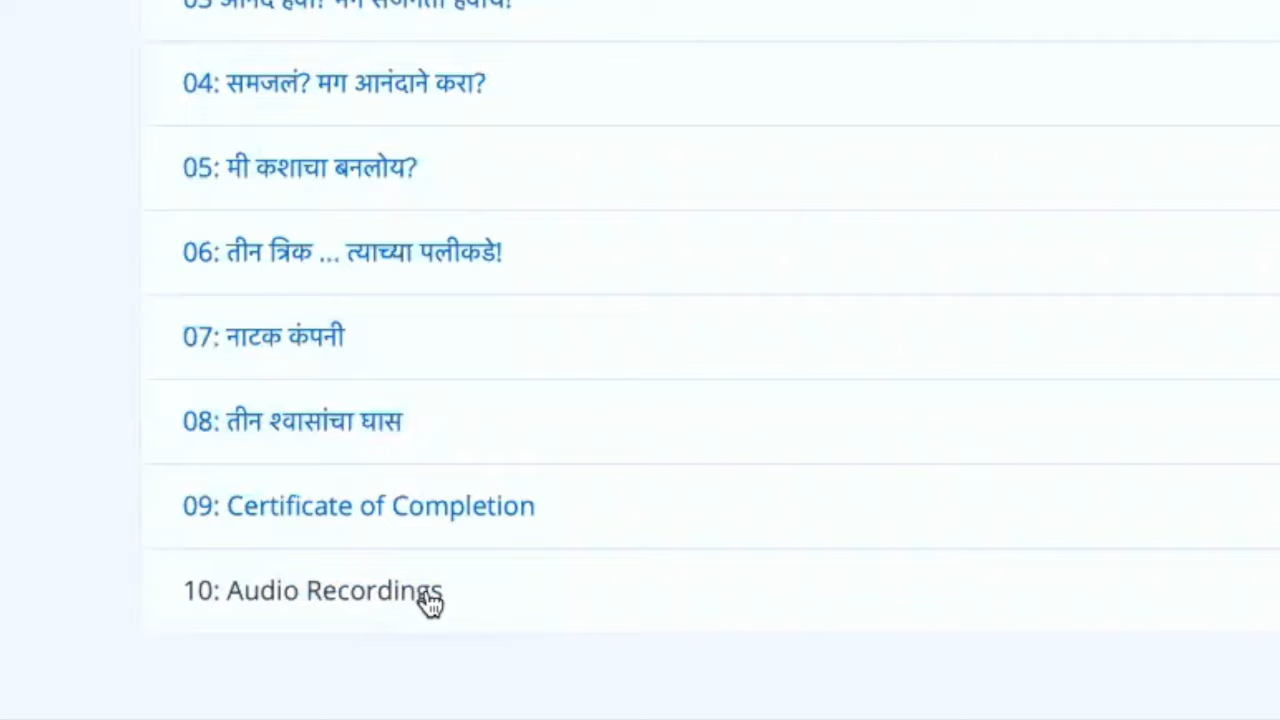 04: समजलं? मग आनंदाने करा?
05: मी कशाचा बनलोय?
06: तीन त्रिक ... त्याच्या पलीकडे!
07: नाटक कंपनी
08: तीन श्वासांचा घास
09: Certificate of Completion
10: Audio Recordings